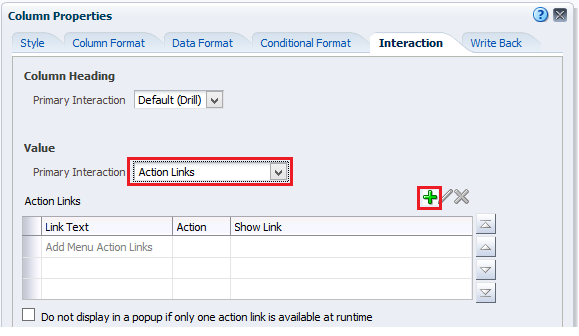 Column Properties
Style Column Format Data Format Conditional Format Interaction Write Back
Column Heading
Primary Interaction Default (Drill)
Value
Primary Interaction Action Links
Action Links
Link Text Action Show Link
Add Menu Action Links
Do not display in a popup if only one action link is available at runtime